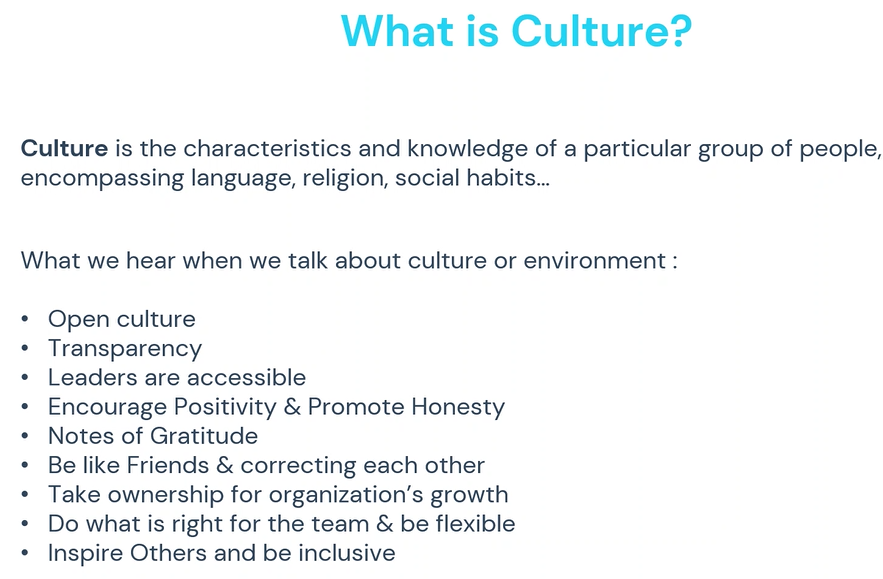 What is Culture?
Culture is the characteristics and knowledge of a particular group of people,
encompassing language, religion, social habits…
What we hear when we talk about culture or environment :
• Open culture
• Transparency
• Leaders are accessible
• Encourage Positivity & Promote Honesty
• Notes of Gratitude
• Be like Friends & correcting each other
• Take ownership for organization’s growth
• Do what is right for the team & be flexible
• Inspire Others and be inclusive